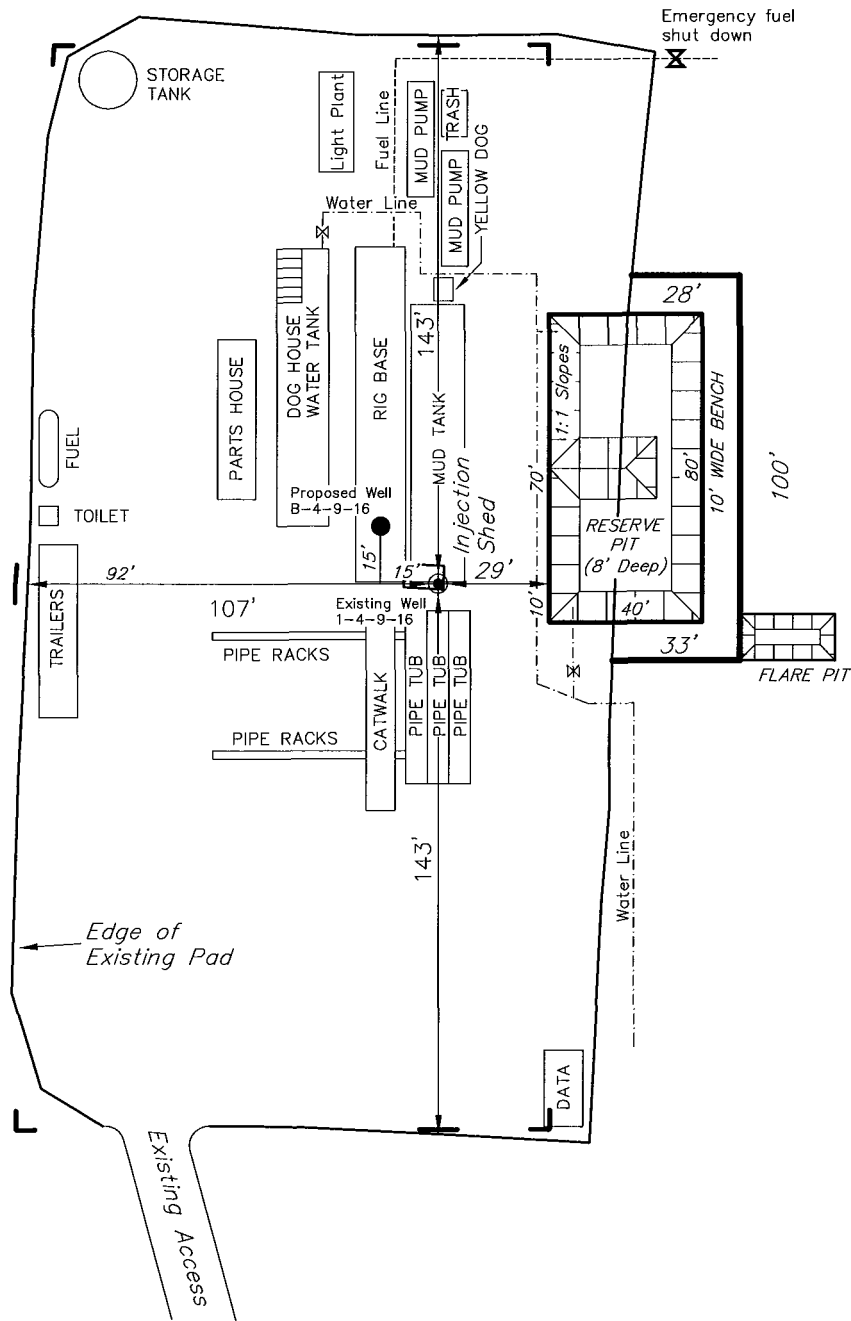 Emergency fuel
shut down
STORAGE
TANK
Light Plant
Fuel Line
MUD PUMP
TRASH
MUD PUMP
YELLOW DOG
Water Line
28'
143'
DOG HOUSE
WATER TANK
RIG BASE
MUD TANK
PARTS HOUSE
1:1 Slopes
10' WIDE BENCH
100'
80'
70'
FUEL
TOILET
Proposed Well
B-4-9-16
Injection
Shed
RESERVE
PIT
(8' Deep)
15'
15'
29'
92'
107'
10'
40'
33'
Existing Well
1-4-9-16
TRAILERS
PIPE RACKS
PIPE TUB
PIPE TUB
PIPE TUB
CATWALK
PIPE RACKS
FLARE PIT
143'
Water Line
Edge of
Existing Pad
DATA
Existing Access